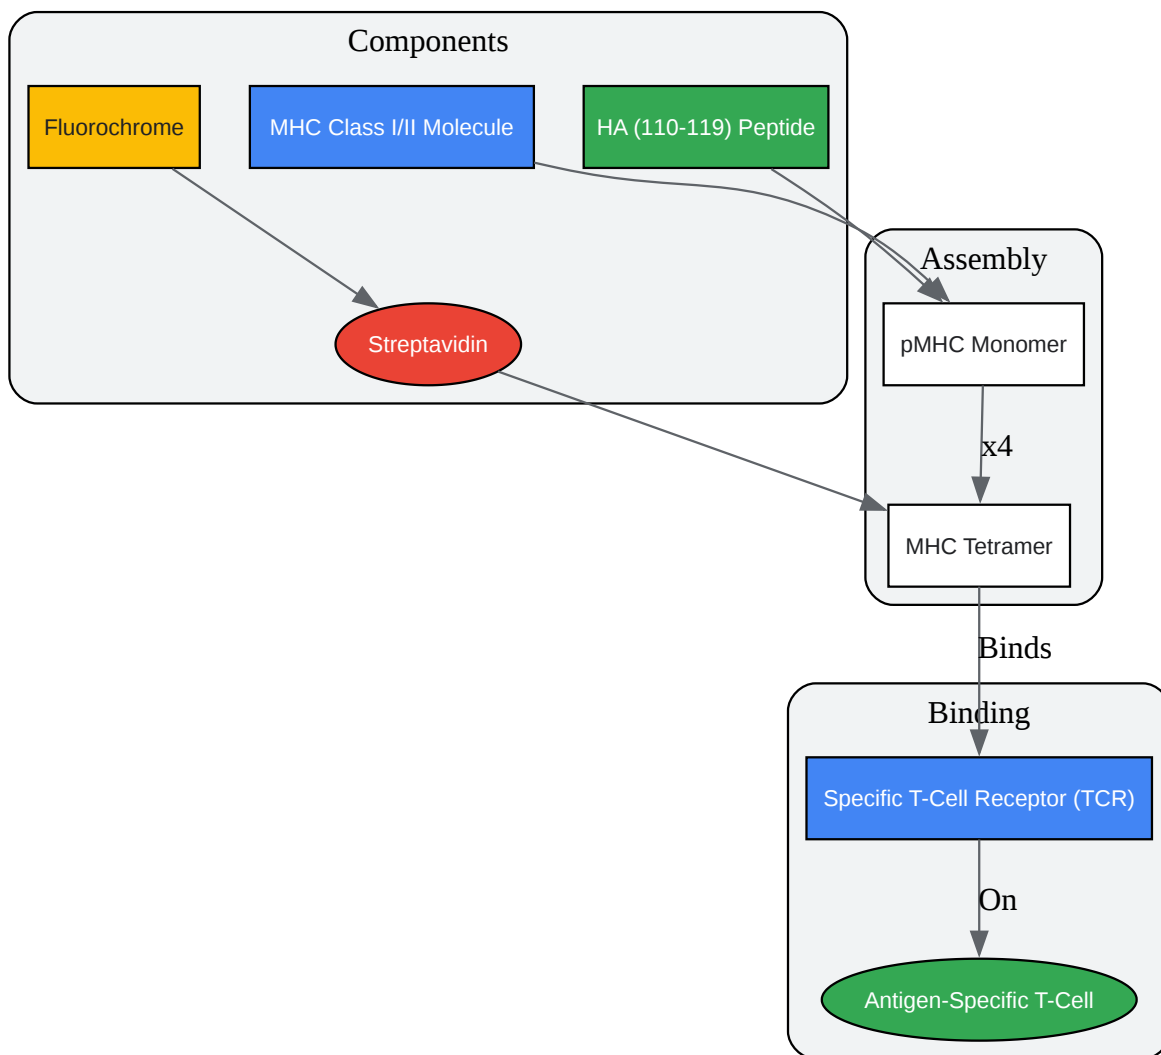 Components
Fluorochrome
MHC Class I/II Molecule
HA (110-119) Peptide
Streptavidin
Assembly
pMHC Monomer
x4
MHC Tetramer
Binds
Binding
Specific T-Cell Receptor (TCR)
On
Antigen-Specific T-Cell